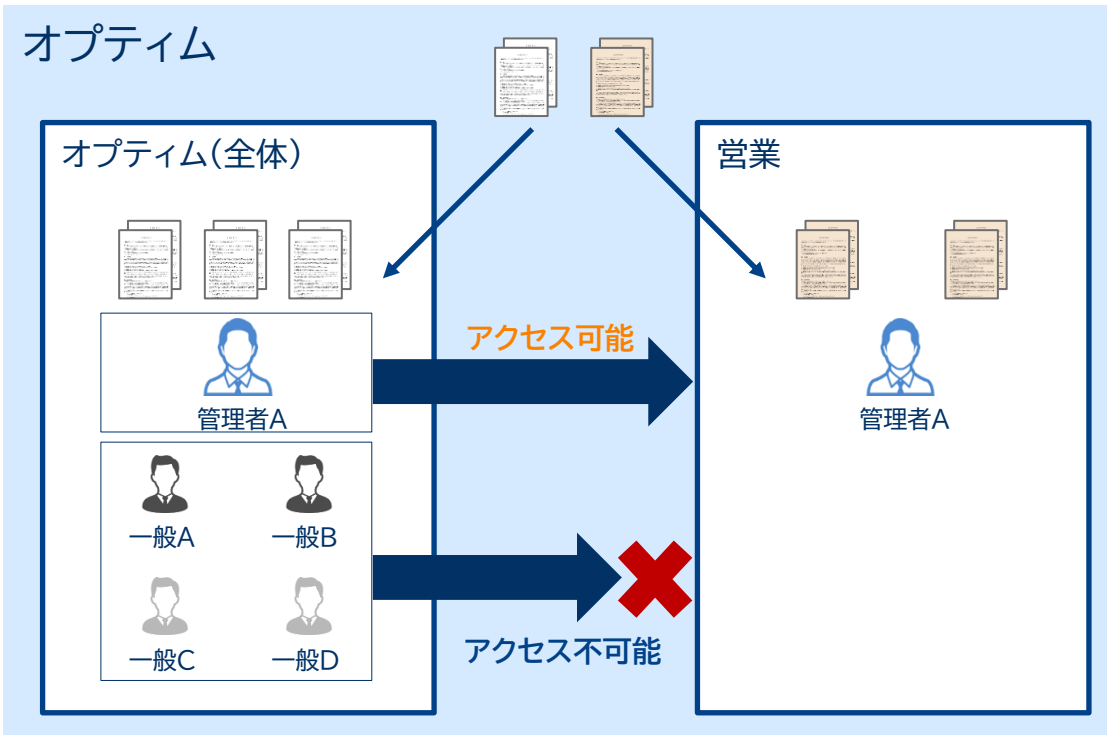 オプティム
オプティム(全体)
営業
アクセス可能
管理者A
管理者A
一般A
一般B
一般C
一般D
アクセス不可能